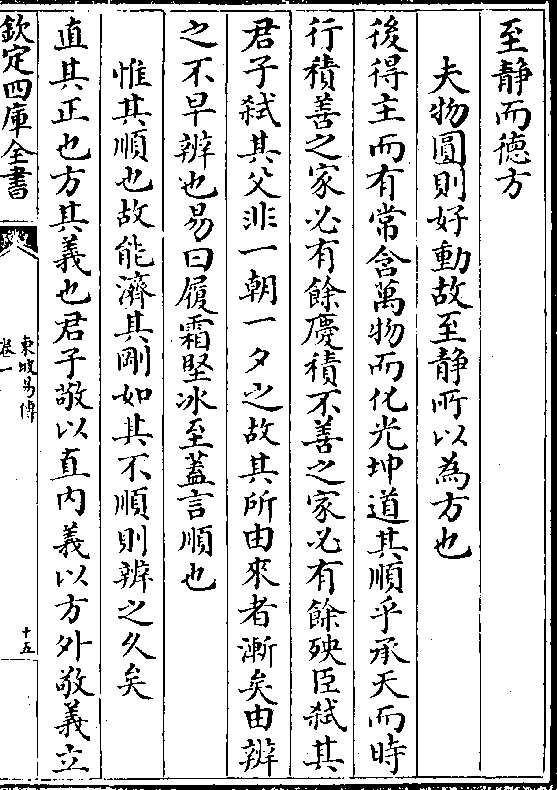 至靜而德方
夫物圓則好動故至靜所以為方也
後得主而有常含萬物而化光坤道其順乎承天而時
行積善之家必有餘慶積不善之家必有餘殃臣弑其
君子弑其父非一朝一夕之故其所由來者漸矣由辨
之不早辨也易曰履霜堅冰至蓋言順也
惟其順也故能濟其剛如其不順則辨之久矣
直其正也方其義也君子敬以直內義以方外敬義立
欽定四庫全書
東坡易傳
卷一
十五